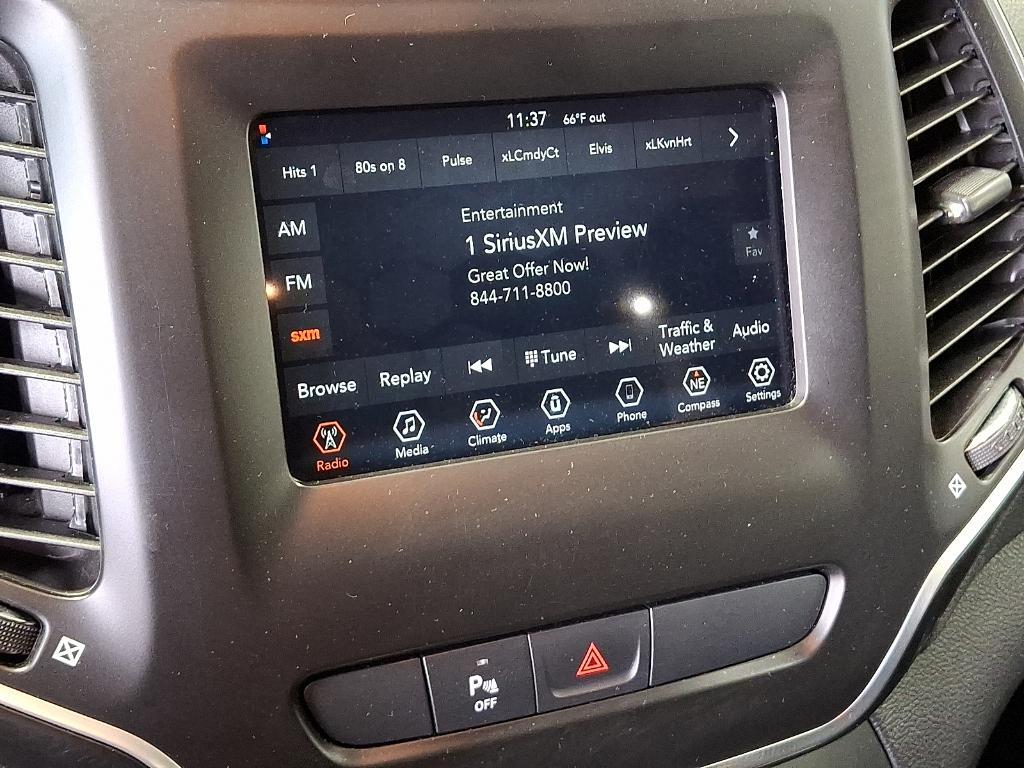 11:37 66°F out
Hits 1 80s on 8 Pulse xLCmdyCt Elvis xLKvnHrt
Entertainment
AM
1 SiriusXM Preview
Fav
Great Offer Now!
FM
844-711-8800
sxm
Browse Replay Tune Traffic & Weather Audio
NE
Radio Media Climate Apps Phone Compass Settings
P
OFF